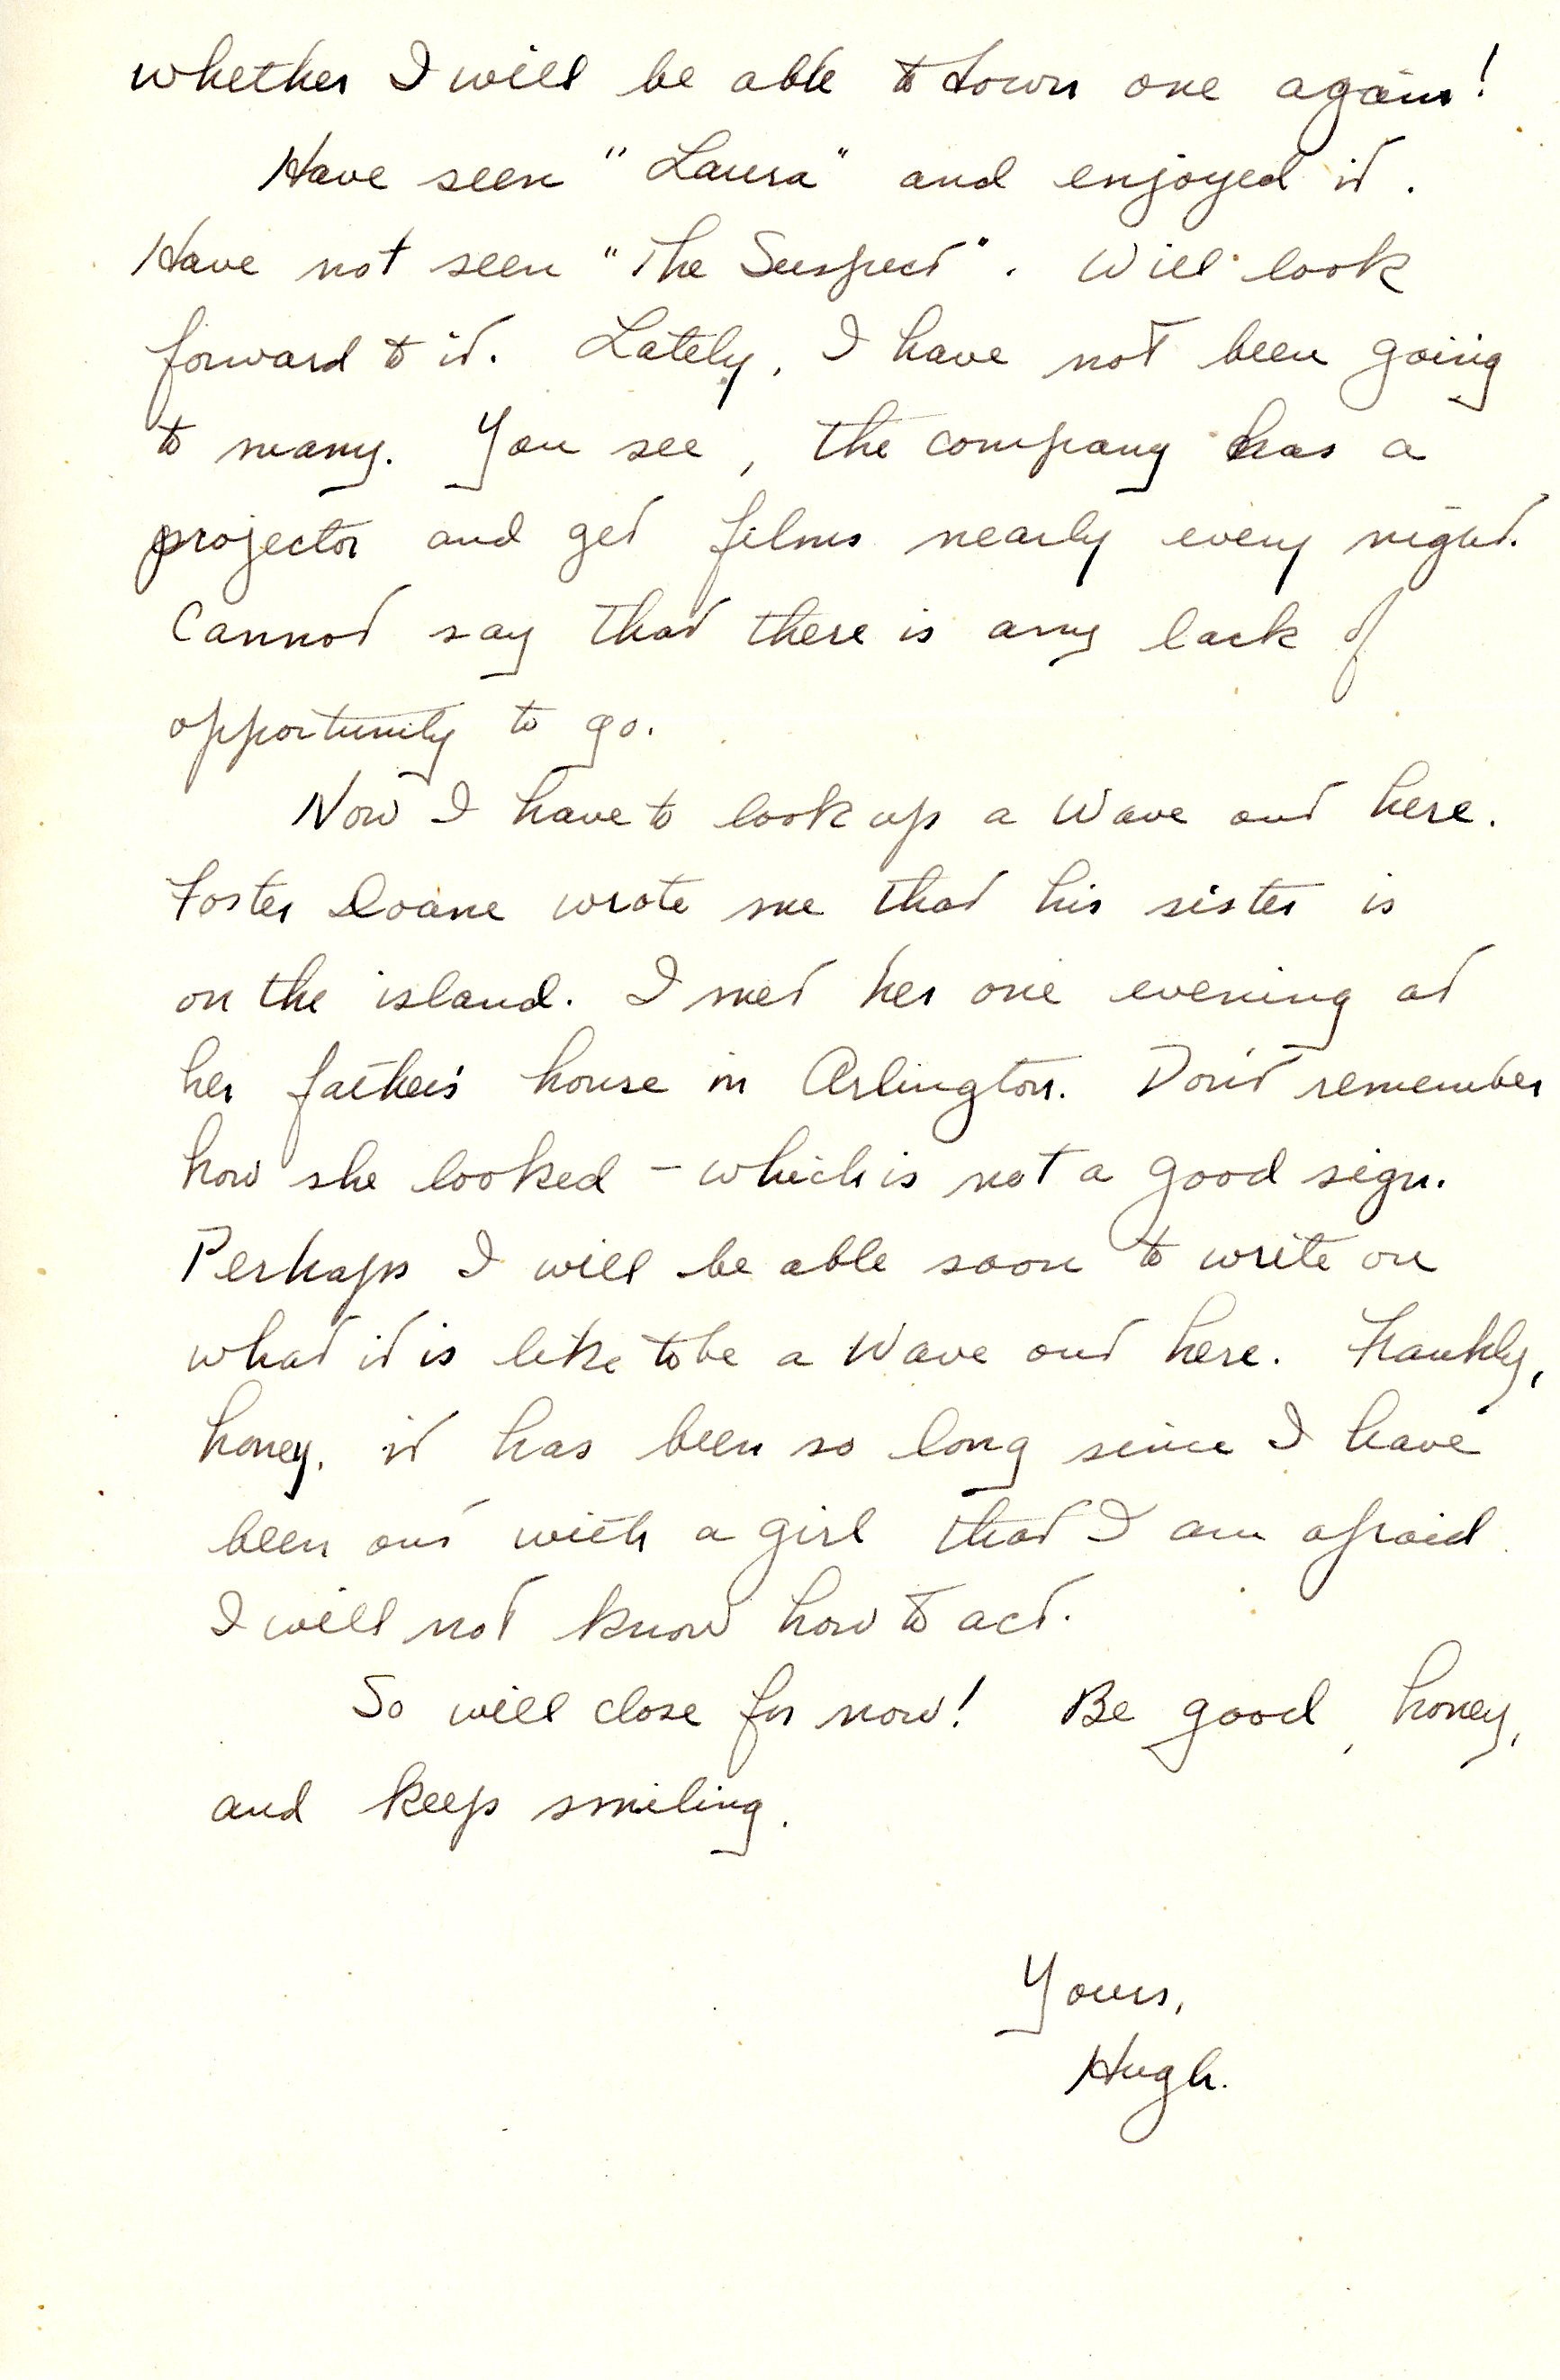 whether I will be able to down one again!
Have seen "Laura" and enjoyed it.
Have not seen "The Suspect". Will look
forward to it. Lately, I have not been going
to many. You see, the company has a
projector and get films nearly every night.
Cannot say that there is any lack of
opportunity to go.
Now I have to look up a Wave out here.
Foster Doane wrote me that his sister is
on the island. I met her one evening at
her father's house in Arlington. Don't remember
how she looked – which is not a good sign.
Perhaps I will be able soon to write on
what it is like to be a Wave out here. Frankly,
honey, it has been so long since I have
been out with a girl that I am afraid
I will not know how to act.
So will close for now! Be good, honey,
and keep smiling.
Yours,
Hugh.